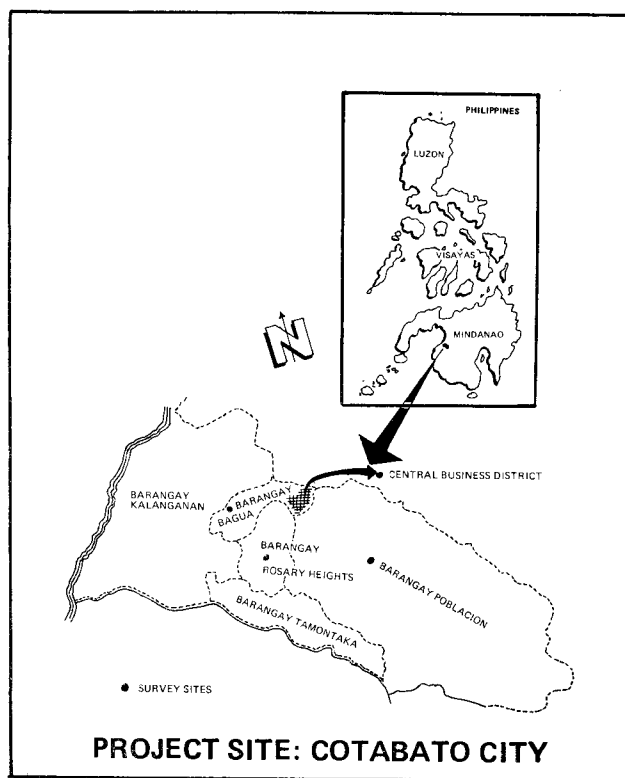 PHILIPPINES
LUZON
VISAYAS
MINDANAO
N
CENTRAL BUSINESS DISTRICT
BARANGAY
KALANGANAN
BARANGAY
BAGUA
BARANGAY
ROSARY HEIGHTS
BARANGAY POBLACION
BARANGAY TAMONTAKA
SURVEY SITES
PROJECT SITE: COTABATO CITY